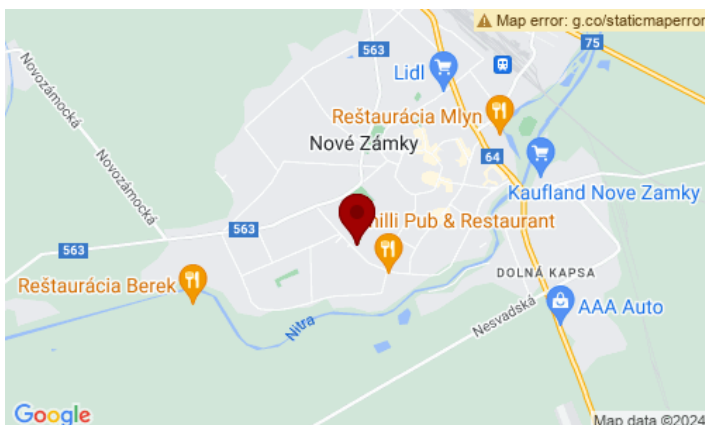 Map error: g.co/staticmaperror
75
563
Lidl
Novozámocká
Reštaurácia Mlyn
Nové Zámky
64
Novozámocká
Kaufland Nove Zamky
563
hilli Pub & Restaurant
563
DOLNÁ KAPSA
Reštaurácia Berek
AAA Auto
Nesvadská
Nitra
Google
Map data ©2024